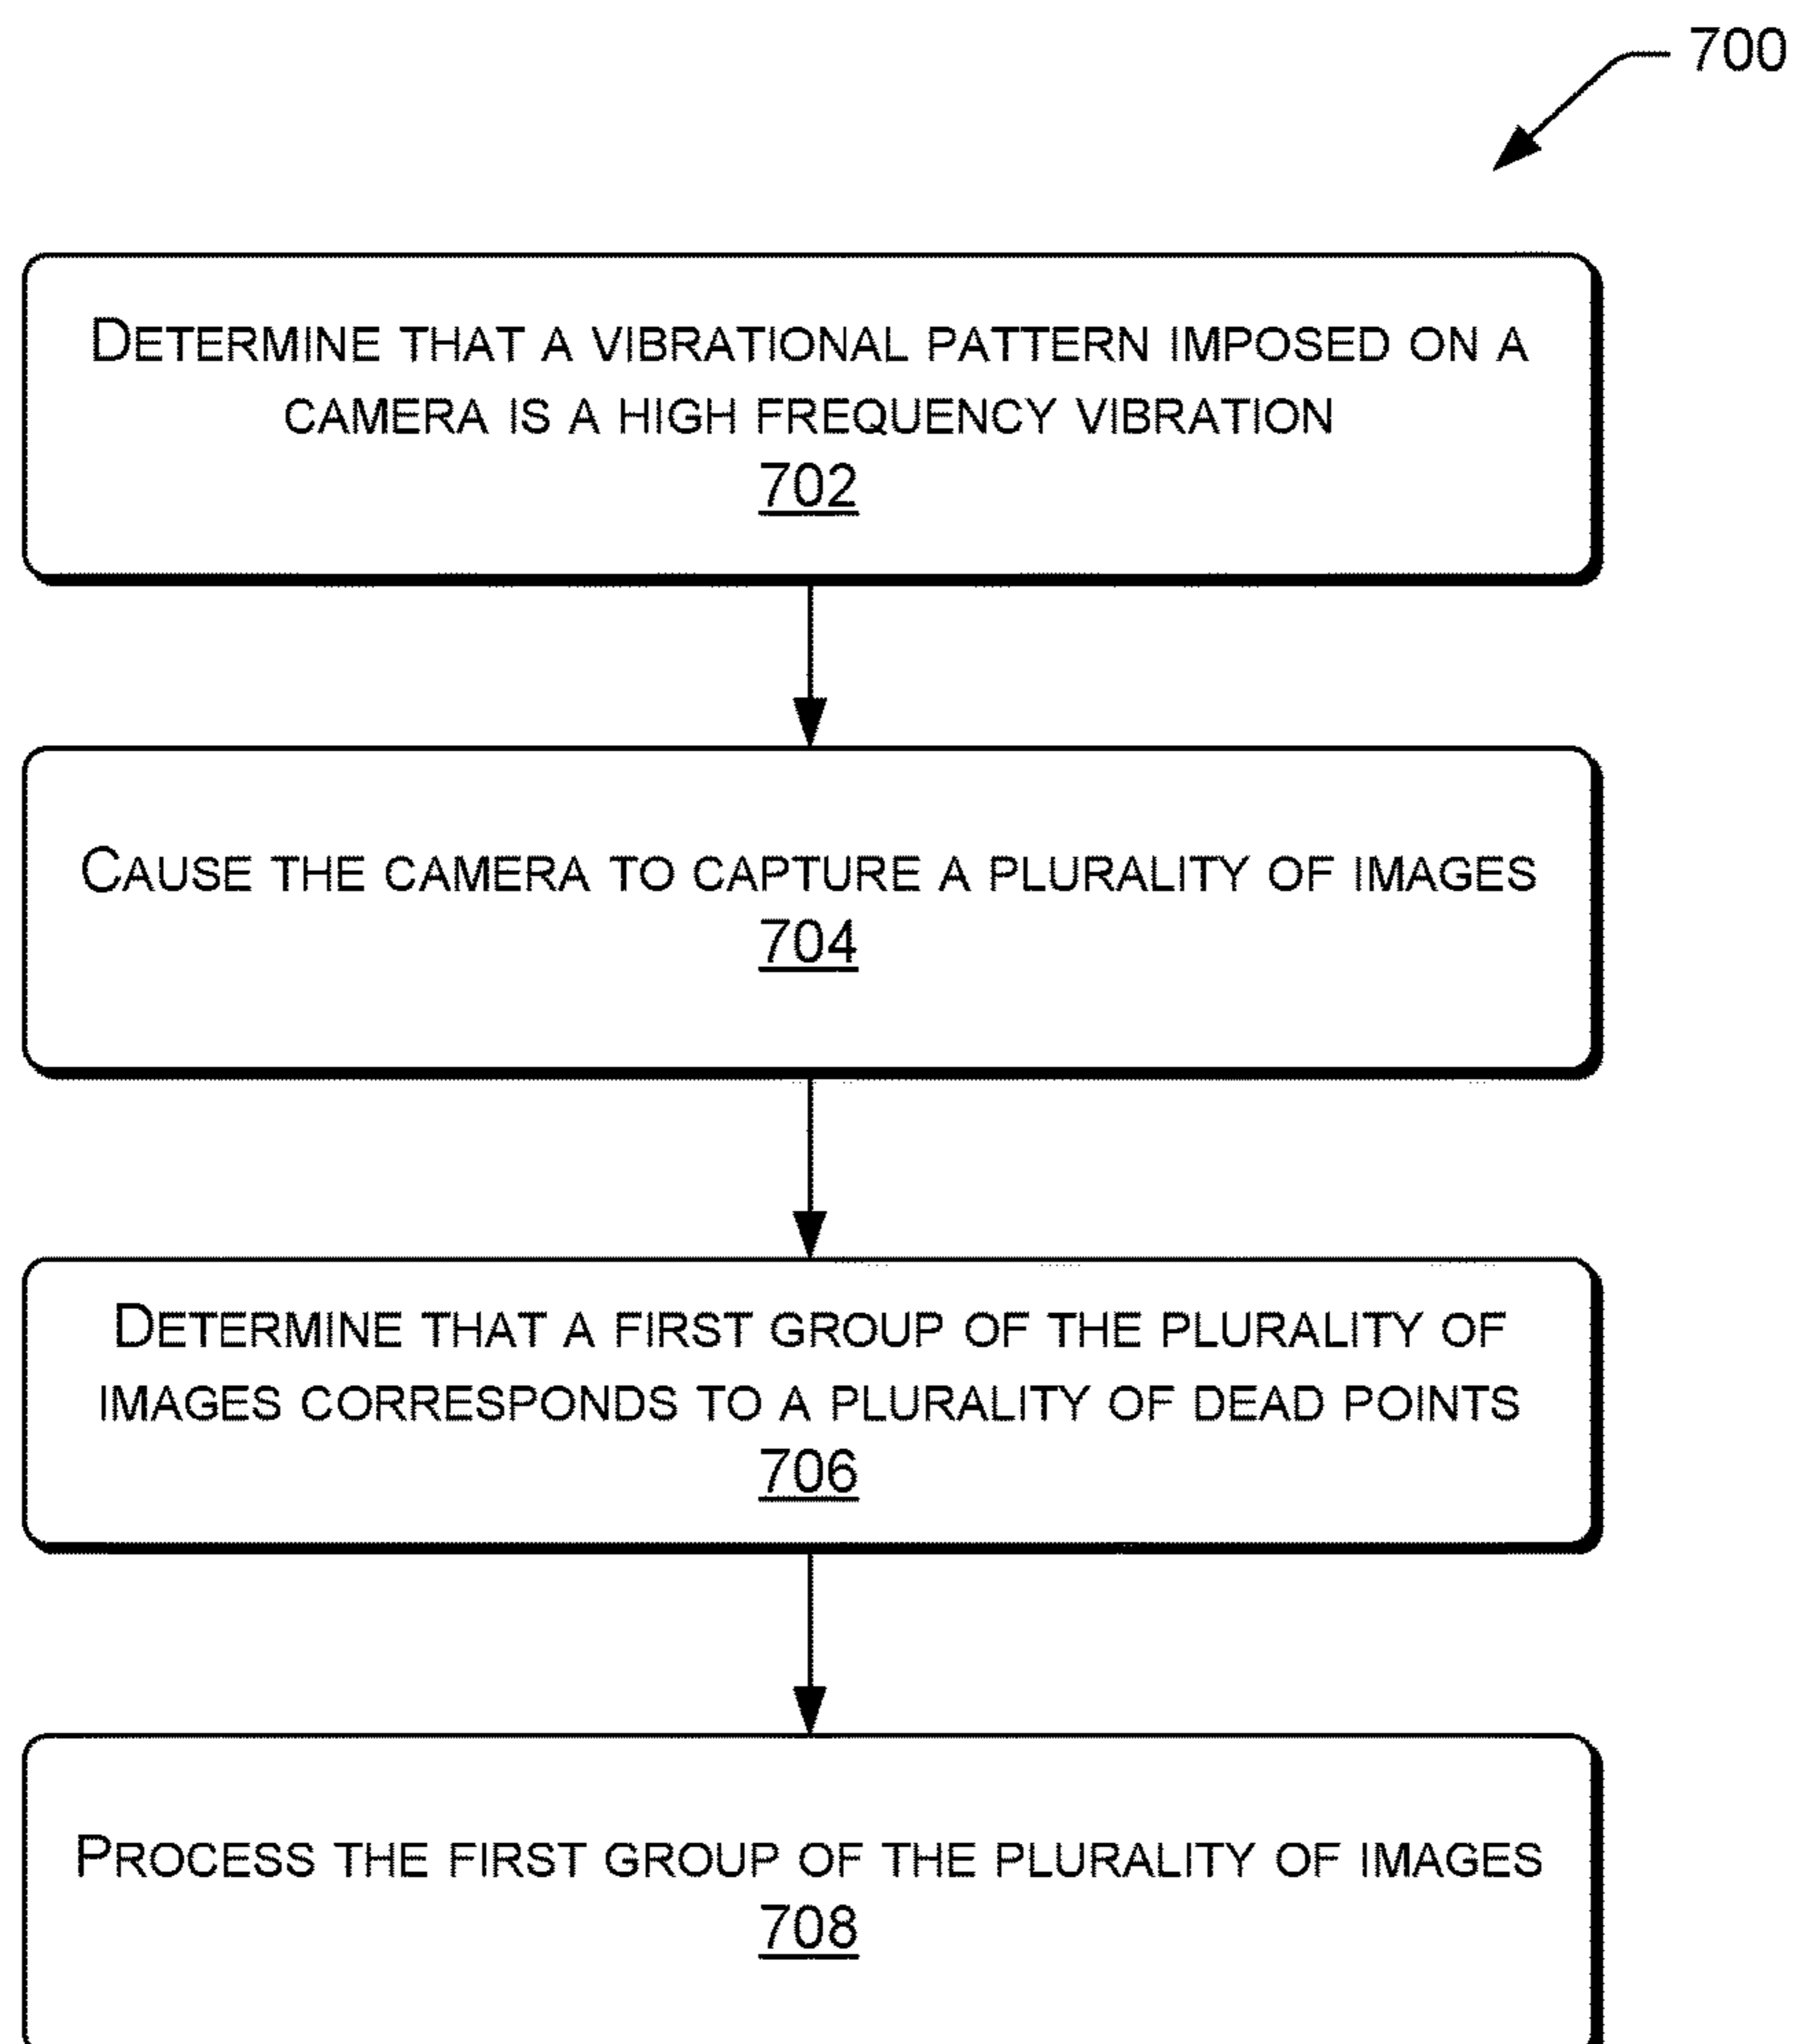 700
DETERMINE THAT A VIBRATIONAL PATTERN IMPOSED ON A
CAMERA IS A HIGH FREQUENCY VIBRATION
702
CAUSE THE CAMERA TO CAPTURE A PLURALITY OF IMAGES
704
DETERMINE THAT A FIRST GROUP OF THE PLURALITY OF
IMAGES CORRESPONDS TO A PLURALITY OF DEAD POINTS
706
PROCESS THE FIRST GROUP OF THE PLURALITY OF IMAGES
708